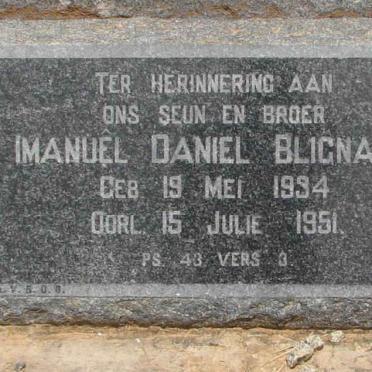 TER HERINNERING AAN
ONS SEUN EN BROER
IMANUÊL DANIEL BLIGNA
GEB 19 MEI 1934
OORL. 15 JULIE 1951.
PS. 43 VERS 3